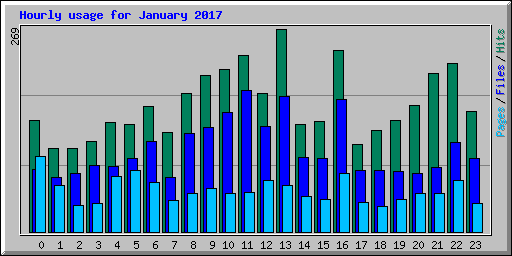 Hourly usage for January 2017
269
Pages / Files / Hits
0 1 2 3 4 5 6 7 8 9 10 11 12 13 14 15 16 17 18 19 20 21 22 23